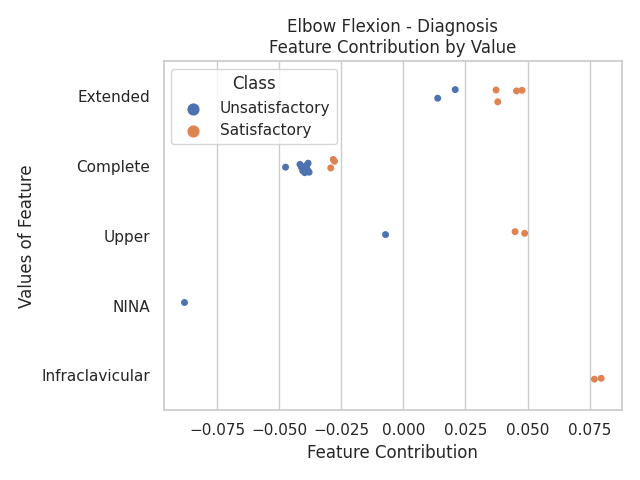 Elbow Flexion - Diagnosis
Feature Contribution by Value
Class
Unsatisfactory
Satisfactory
Values of Feature
Extended
Complete
Upper
NINA
Infraclavicular
−0.075 −0.050 −0.025 0.000 0.025 0.050 0.075
Feature Contribution